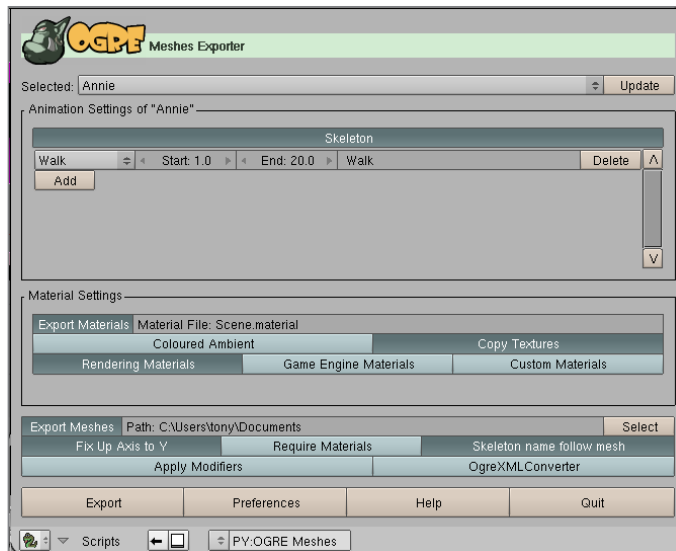 OGRE Meshes Exporter
Selected: Annie Update
Animation Settings of "Annie"
Skeleton
Walk Start: 1.0 End: 20.0 Walk Delete Λ
Add
V
Material Settings
Export Materials Material File: Scene.material
Coloured Ambient Copy Textures
Rendering Materials Game Engine Materials Custom Materials
Export Meshes Path: C:\Users\tony\Documents Select
Fix Up Axis to Y Require Materials Skeleton name follow mesh
Apply Modifiers OgreXMLConverter
Export Preferences Help Quit
Scripts PY:OGRE Meshes